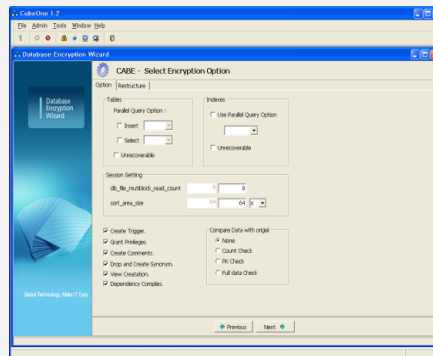 CubeOne 1.2
File Admin Tools Window Help
Database Encryption Wizard
CABE - Select Encryption Option
Database
Encryption
Wizard
Option Restructure
Tables
Parallel Query Option :
Insert
Select
Unrecoverable
Indexes
Use Parallel Query Option
Unrecoverable
Session Setting
db_file_multiblock_read_count 8 8
sort_area_size 64 64 K
Create Trigger.
Grant Privileges.
Create Comments.
Drop and Create Synonym.
View Creatation.
Dependency Complies.
Compare Data with orgial
None
Count Check
PK Check
Full data Check
Global Technology, Make IT Easy
Previous Next